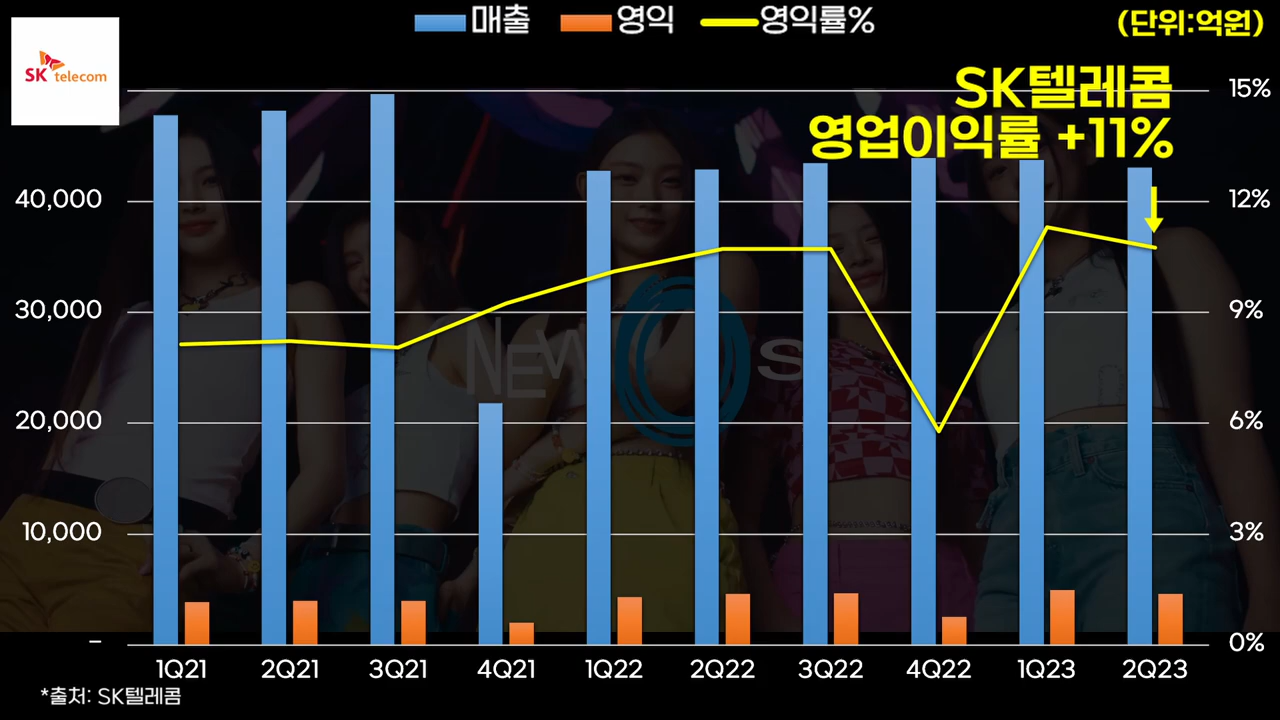 매출 영익 영익률%
(단위:억원)
SK telecom
SK텔레콤
영업이익률 +11%
15%
40,000
12%
30,000
9%
NEW
S
20,000
6%
10,000
3%
–
0%
1Q21 2Q21 3Q21 4Q21 1Q22 2Q22 3Q22 4Q22 1Q23 2Q23
*출처: SK텔레콤